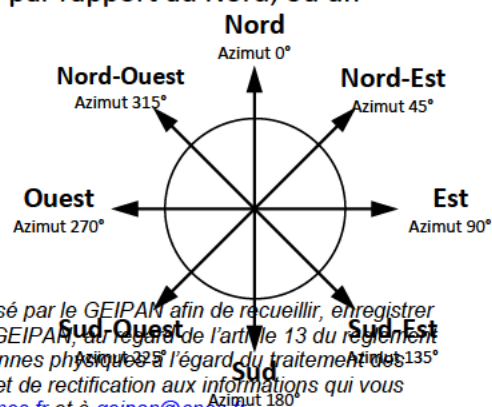 par rapport au Nord, ou un
Nord
Azimut 0°
Nord-Ouest
Azimut 315°
Nord-Est
Azimut 45°
Ouest
Azimut 270°
Est
Azimut 90°
sé par le GEIPAN afin de recueillir, enregistrer
GEIPAN, au regard de l'article 13 du règlement
Sud-Ouest
Sud-Est
nnes physiques à l'égard du traitement des
Azimut 225°
Azimut 135°
Sud
et de rectification aux informations qui vous
Azimut 180°